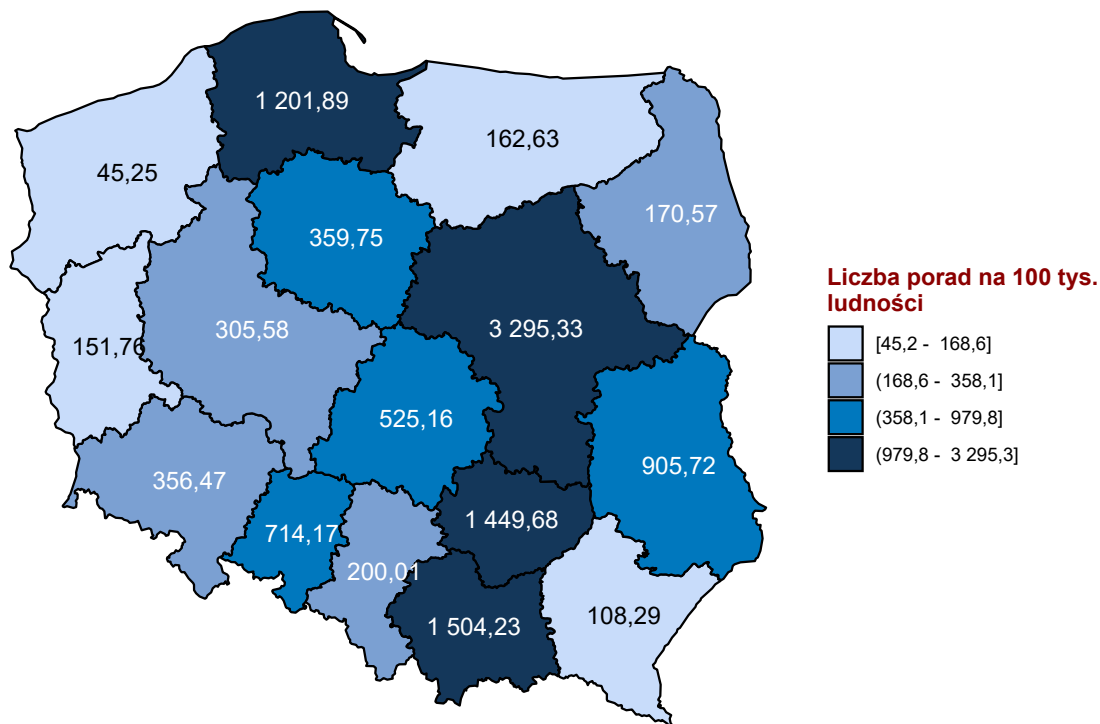 1 201,89
162,63
45,25
170,57
359,75
305,58
3 295,33
151,76
525,16
905,72
356,47
1 449,68
714,17
200,01
108,29
1 504,23
Liczba porad na 100 tys.
ludności
[45,2 - 168,6]
(168,6 - 358,1]
(358,1 - 979,8]
(979,8 - 3 295,3]